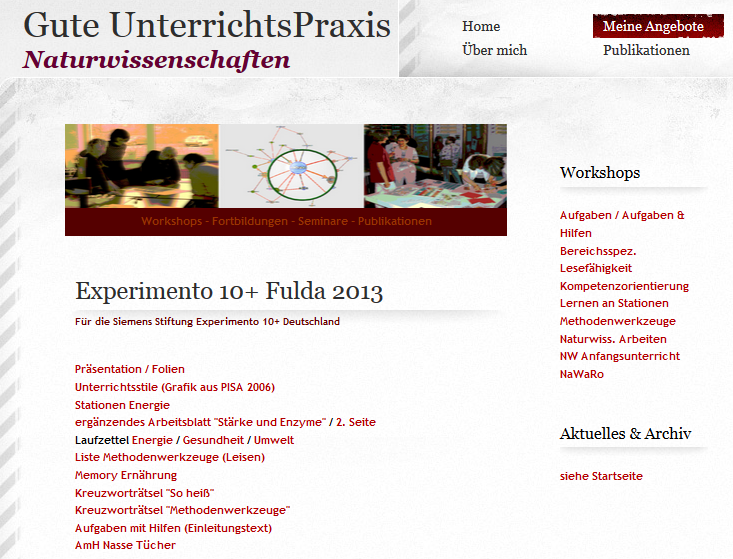 Gute UnterrichtsPraxis
Naturwissenschaften
Home
Meine Angebote
Über mich
Publikationen
Workshops - Fortbildungen - Seminare - Publikationen
Experimento 10+ Fulda 2013
Für die Siemens Stiftung Experimento 10+ Deutschland
Präsentation / Folien
Unterrichtsstile (Grafik aus PISA 2006)
Stationen Energie
ergänzendes Arbeitsblatt "Stärke und Enzyme" / 2. Seite
Laufzettel Energie / Gesundheit / Umwelt
Liste Methodenwerkzeuge (Leisen)
Memory Ernährung
Kreuzworträtsel "So heiß"
Kreuzworträtsel "Methodenwerkzeuge"
Aufgaben mit Hilfen (Einleitungstext)
AmH Nasse Tücher
Workshops
Aufgaben / Aufgaben &
Hilfen
Bereichsspez.
Lesefähigkeit
Kompetenzorientierung
Lernen an Stationen
Methodenwerkzeuge
Naturwiss. Arbeiten
NW Anfangsunterricht
NaWaRo
Aktuelles & Archiv
siehe Startseite